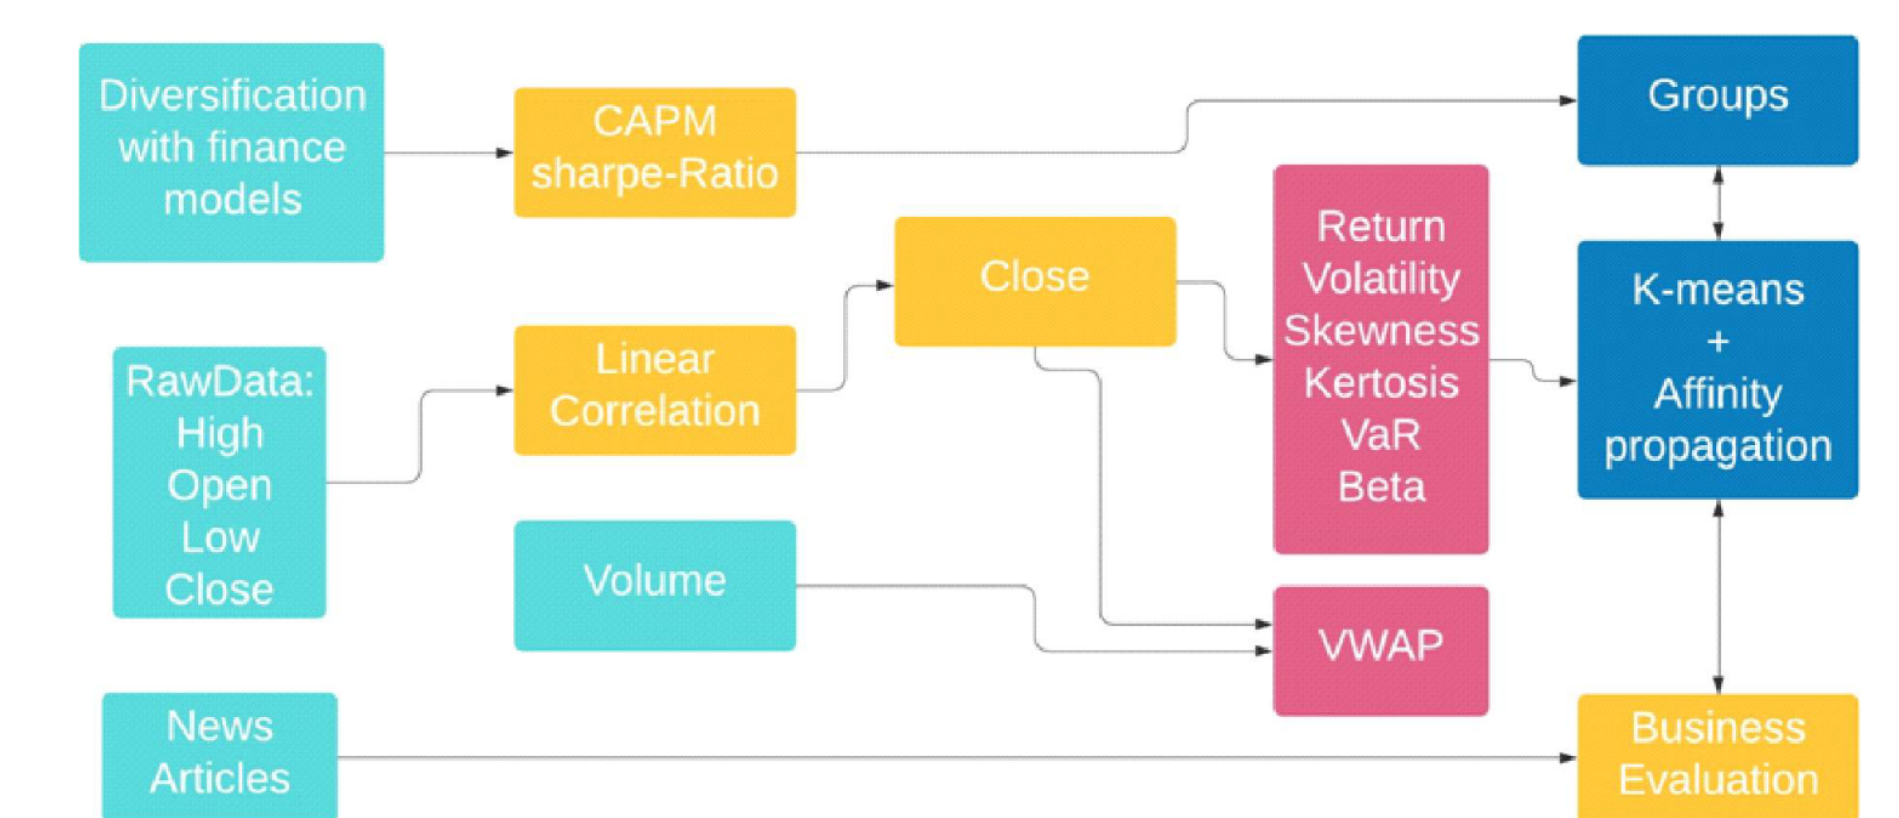 Diversification
with finance
models
CAPM
sharpe-Ratio
Groups
RawData:
High
Open
Low
Close
Linear
Correlation
Close
Return
Volatility
Skewness
Kertosis
VaR
Beta
K-means
+
Affinity
propagation
Volume
VWAP
News
Articles
Business
Evaluation